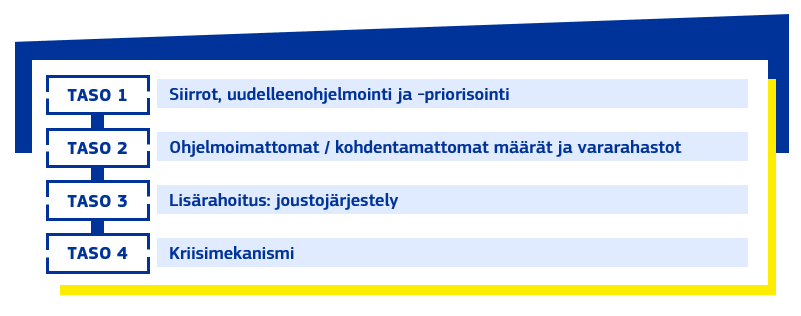 TASO 1 Siirrot, uudelleenohjelmointi ja -priorisointi
TASO 2 Ohjelmoimattomat / kohdentamattomat määrät ja vararahastot
TASO 3 Lisärahoitus: joustojärjestely
TASO 4 Kriisimekanismi